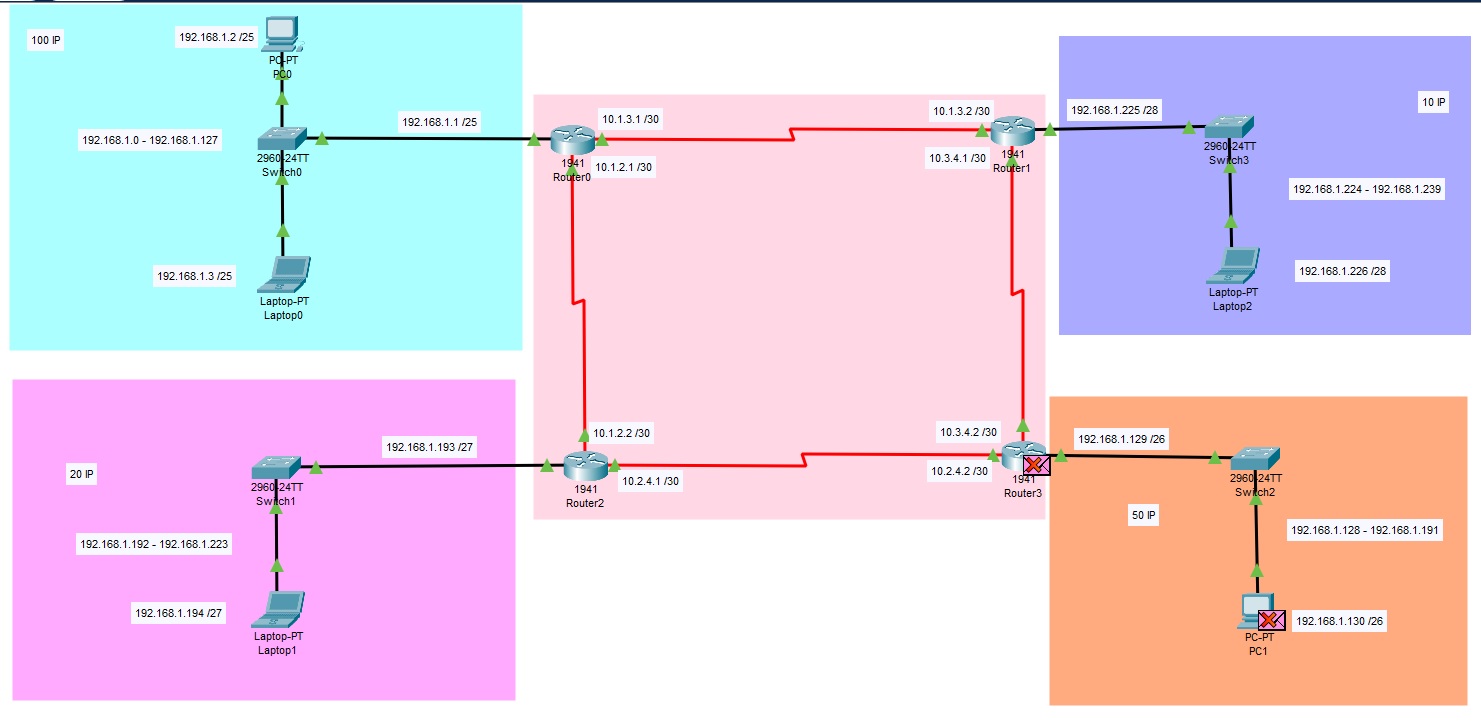 100 IP
192.168.1.2 /25
PC-PT
PC0
192.168.1.0 - 192.168.1.127
2960-24TT
Switch0
192.168.1.1 /25
192.168.1.3 /25
Laptop-PT
Laptop0
10.1.3.1 /30
1941
Router0
10.1.2.1 /30
10.1.3.2 /30
10.3.4.1 /30
1941
Router1
192.168.1.225 /28
10 IP
2960-24TT
Switch3
192.168.1.224 - 192.168.1.239
192.168.1.226 /28
Laptop-PT
Laptop2
20 IP
192.168.1.193 /27
2960-24TT
Switch1
192.168.1.192 - 192.168.1.223
192.168.1.194 /27
Laptop-PT
Laptop1
10.1.2.2 /30
1941
Router2
10.2.4.1 /30
10.3.4.2 /30
10.2.4.2 /30
1941
Router3
192.168.1.129 /26
2960-24TT
Switch2
50 IP
192.168.1.128 - 192.168.1.191
192.168.1.130 /26
PC-PT
PC1